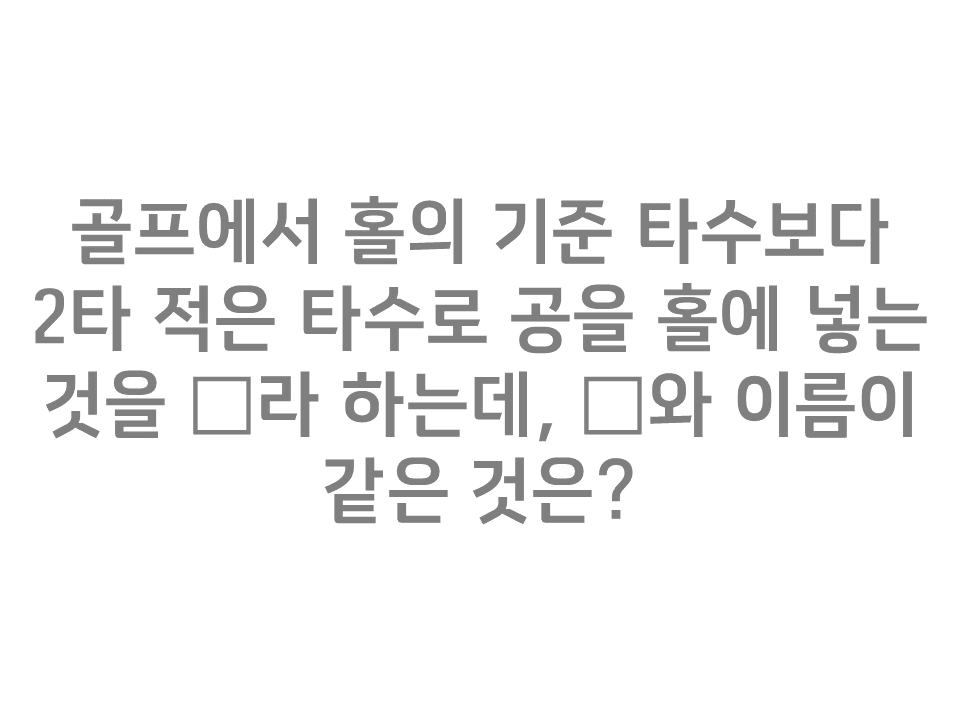 골프에서 홀의 기준 타수보다
2타 적은 타수로 공을 홀에 넣는
것을 □라 하는데, □와 이름이
같은 것은?